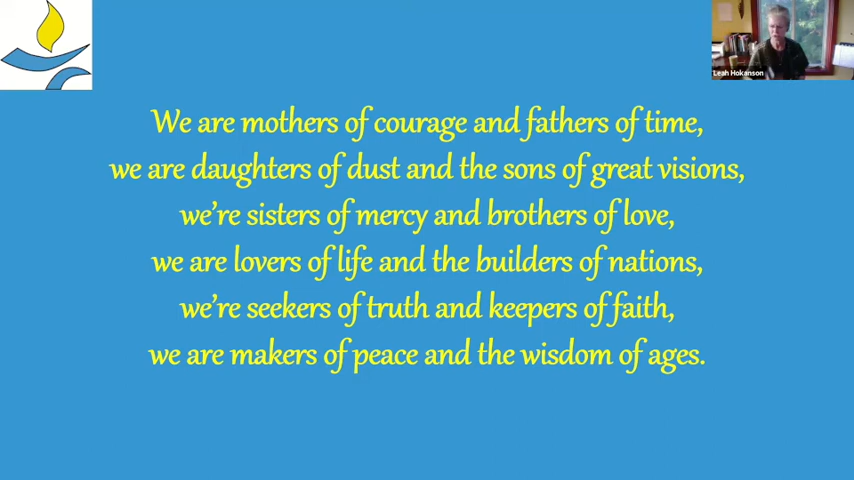 Leah Hokanson
We are mothers of courage and fathers of time,
we are daughters of dust and the sons of great visions,
we're sisters of mercy and brothers of love,
we are lovers of life and the builders of nations,
we're seekers of truth and keepers of faith,
we are makers of peace and the wisdom of ages.